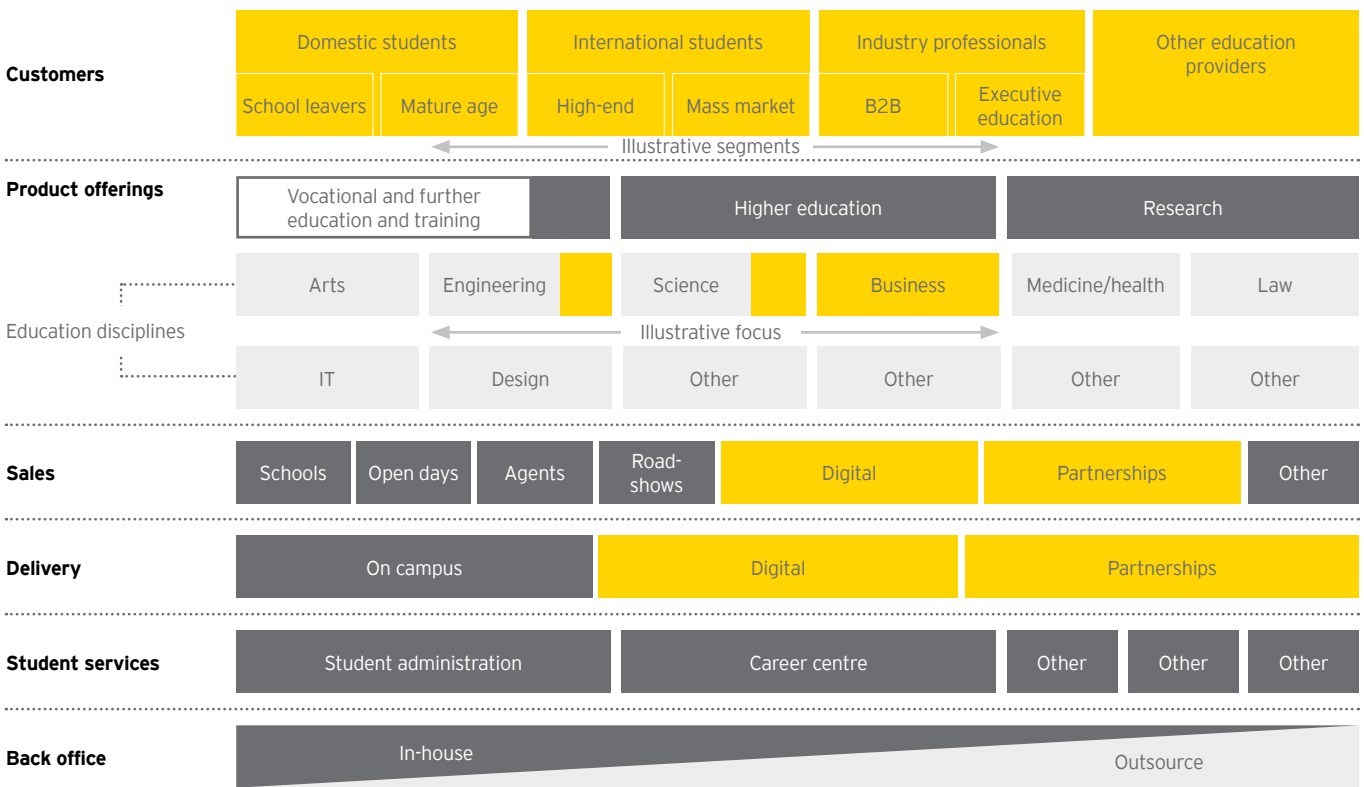 Customers
Domestic students
International students
Industry professionals
Other education
providers
School leavers
Mature age
High-end
Mass market
B2B
Executive
education
Illustrative segments
Product offerings
Vocational and further
education and training
Higher education
Research
Arts
Engineering
Science
Business
Medicine/health
Law
Education disciplines
Illustrative focus
IT
Design
Other
Other
Other
Other
Sales
Schools
Open days
Agents
Road-
shows
Digital
Partnerships
Other
Delivery
On campus
Digital
Partnerships
Student services
Student administration
Career centre
Other
Other
Other
Back office
In-house
Outsource